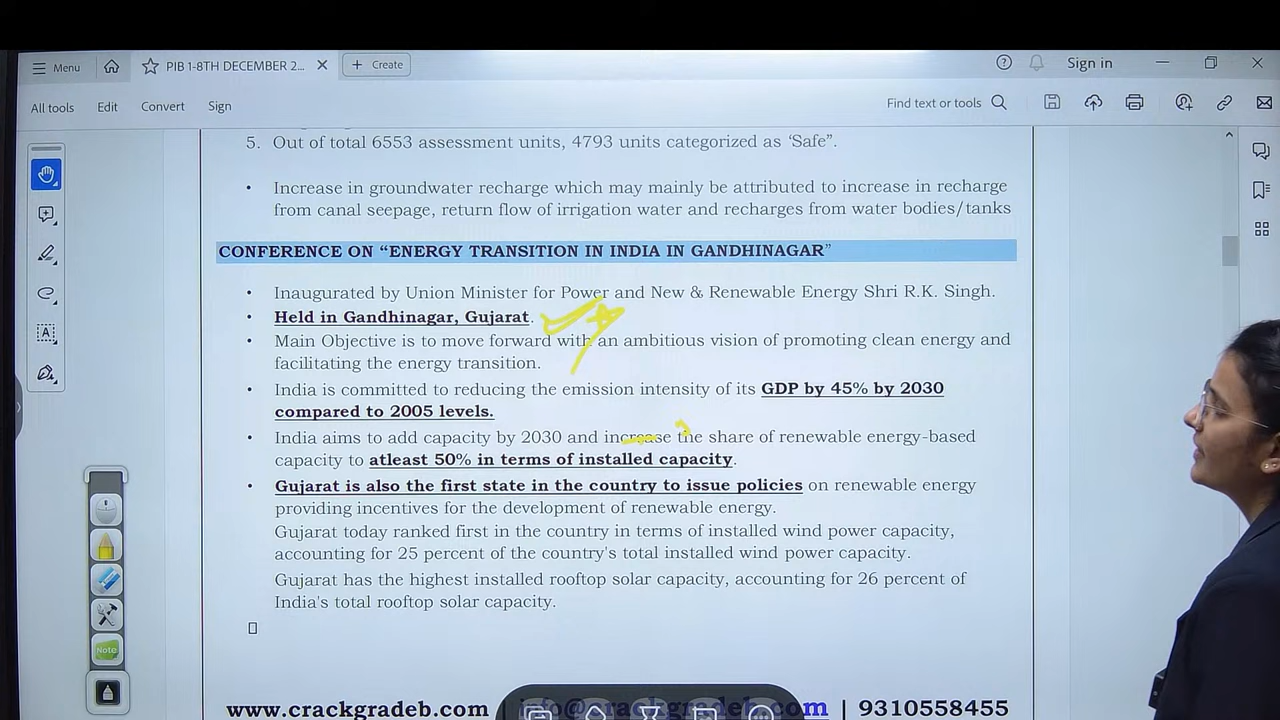 Menu
PIB 1-8TH DECEMBER 2...
Create
Sign in
All tools Edit Convert Sign
Find text or tools
5. Out of total 6553 assessment units, 4793 units categorized as ‘Safe”.
• Increase in groundwater recharge which may mainly be attributed to increase in recharge
from canal seepage, return flow of irrigation water and recharges from water bodies/tanks
CONFERENCE ON “ENERGY TRANSITION IN INDIA IN GANDHINAGAR”
• Inaugurated by Union Minister for Power and New & Renewable Energy Shri R.K. Singh.
• Held in Gandhinagar, Gujarat.
• Main Objective is to move forward with an ambitious vision of promoting clean energy and
facilitating the energy transition.
• India is committed to reducing the emission intensity of its GDP by 45% by 2030
compared to 2005 levels.
• India aims to add capacity by 2030 and increase the share of renewable energy-based
capacity to atleast 50% in terms of installed capacity.
• Gujarat is also the first state in the country to issue policies on renewable energy
providing incentives for the development of renewable energy.
Gujarat today ranked first in the country in terms of installed wind power capacity,
accounting for 25 percent of the country's total installed wind power capacity.
Gujarat has the highest installed rooftop solar capacity, accounting for 26 percent of
India's total rooftop solar capacity.
Note
www.crackgradeb.com | info@crackgradeb.com | 9310558455